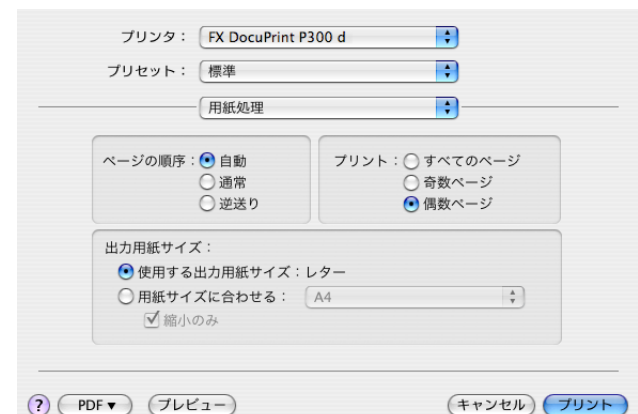 プリンタ： FX DocuPrint P300 d
プリセット： 標準
用紙処理
ページの順序： 自動
通常
逆送り
プリント： すべてのページ
奇数ページ
偶数ページ
出力用紙サイズ：
使用する出力用紙サイズ：レター
用紙サイズに合わせる： A4
縮小のみ
? PDF▼ プレビュー キャンセル プリント